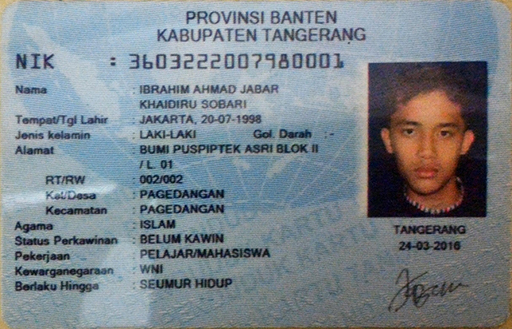 PROVINSI BANTEN
KABUPATEN TANGERANG
NIK : 3603222007980001
Nama : IBRAHIM AHMAD JABAR
KHAIDIRU SOBARI
Tempat/Tgl Lahir : JAKARTA, 20-07-1998
Jenis kelamin : LAKI-LAKI Gol. Darah : -
Alamat : BUMI PUSPIPTEK ASRI BLOK II
/ L 01
RT/RW : 002/002
Kel/Desa : PAGEDANGAN
Kecamatan : PAGEDANGAN
Agama : ISLAM
Status Perkawinan : BELUM KAWIN
Pekerjaan : PELAJAR/MAHASISWA
Kewarganegaraan : WNI
Berlaku Hingga : SEUMUR HIDUP
TANGERANG
24-03-2016